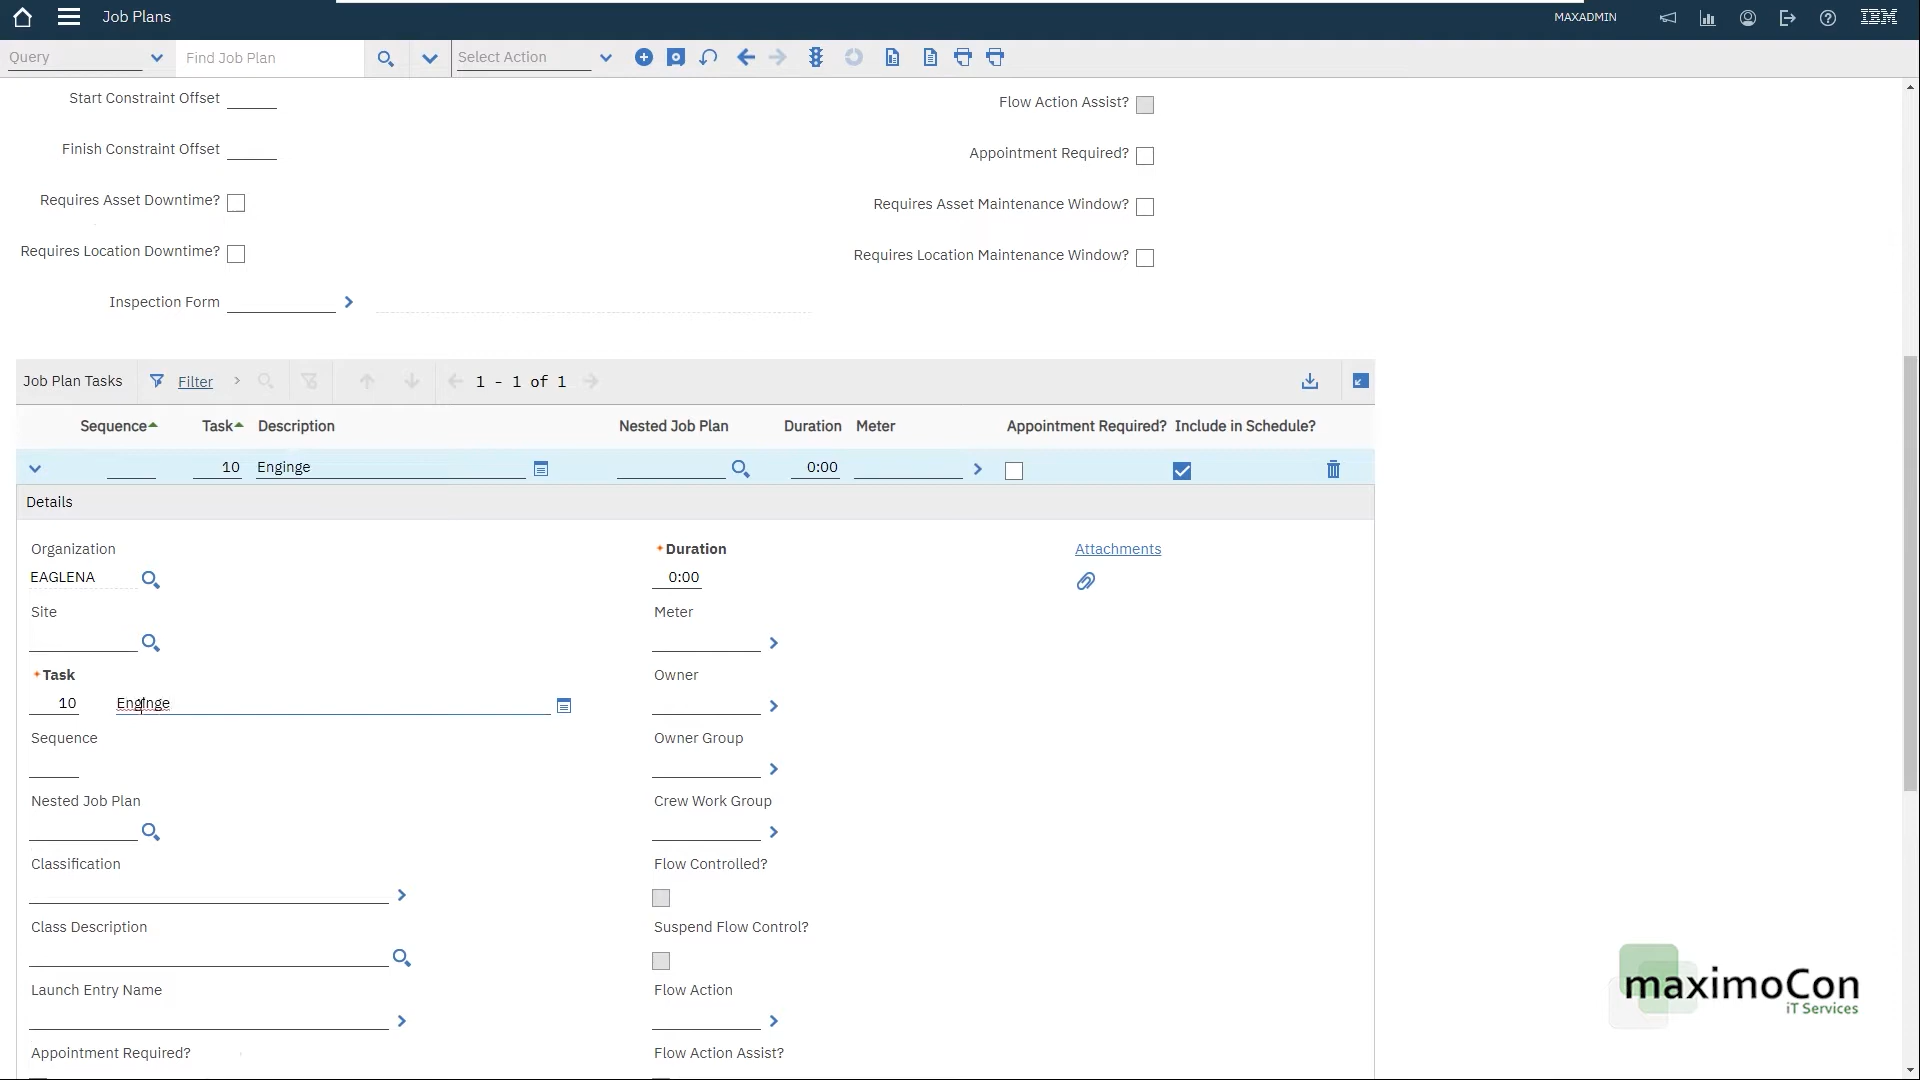 Job Plans
MAXADMIN
IBM
Query
Find Job Plan
Select Action
Start Constraint Offset
Flow Action Assist?
Finish Constraint Offset
Appointment Required?
Requires Asset Downtime?
Requires Asset Maintenance Window?
Requires Location Downtime?
Requires Location Maintenance Window?
Inspection Form
Job Plan Tasks Filter 1 - 1 of 1
Sequence Task Description Nested Job Plan Duration Meter Appointment Required? Include in Schedule?
10 Enginge 0:00
Details
Organization
EAGLENA
Site
Task
10 Enginge
Sequence
Nested Job Plan
Classification
Class Description
Launch Entry Name
Appointment Required?
Duration
0:00
Meter
Owner
Owner Group
Crew Work Group
Flow Controlled?
Suspend Flow Control?
Flow Action
Flow Action Assist?
Attachments
maximoCon
iT Services